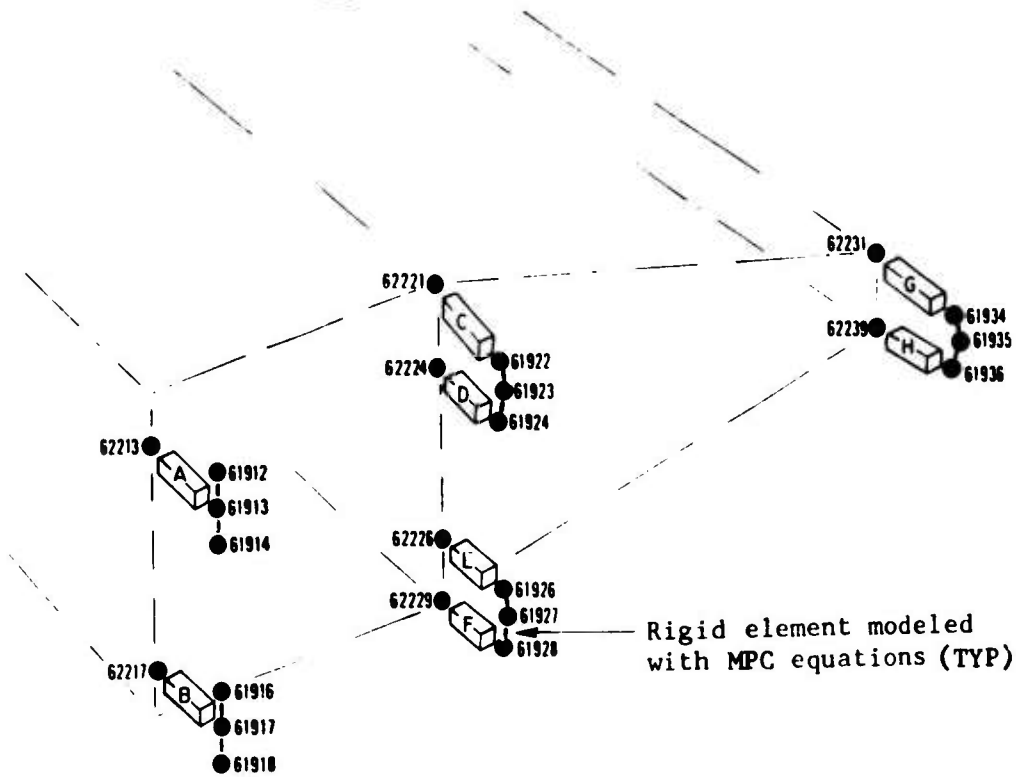 62231
G
61934
62239
61935
H
61936
62221
C
61922
62224
61923
D
61924
62213
A
61912
61913
61914
62226
E
61926
62229
61927
F
61928
Rigid element modeled
with MPC equations (TYP)
62217
B
61916
61917
61918